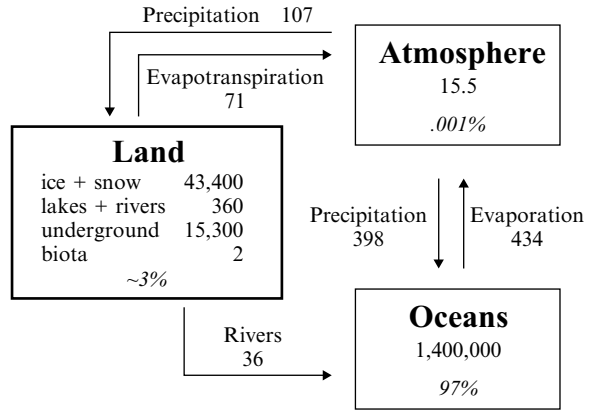 Precipitation 107
Evapotranspiration
71
Atmosphere
15.5
.001%
Land
ice + snow 43,400
lakes + rivers 360
underground 15,300
biota 2
~3%
Precipitation
398
Evaporation
434
Rivers
36
Oceans
1,400,000
97%